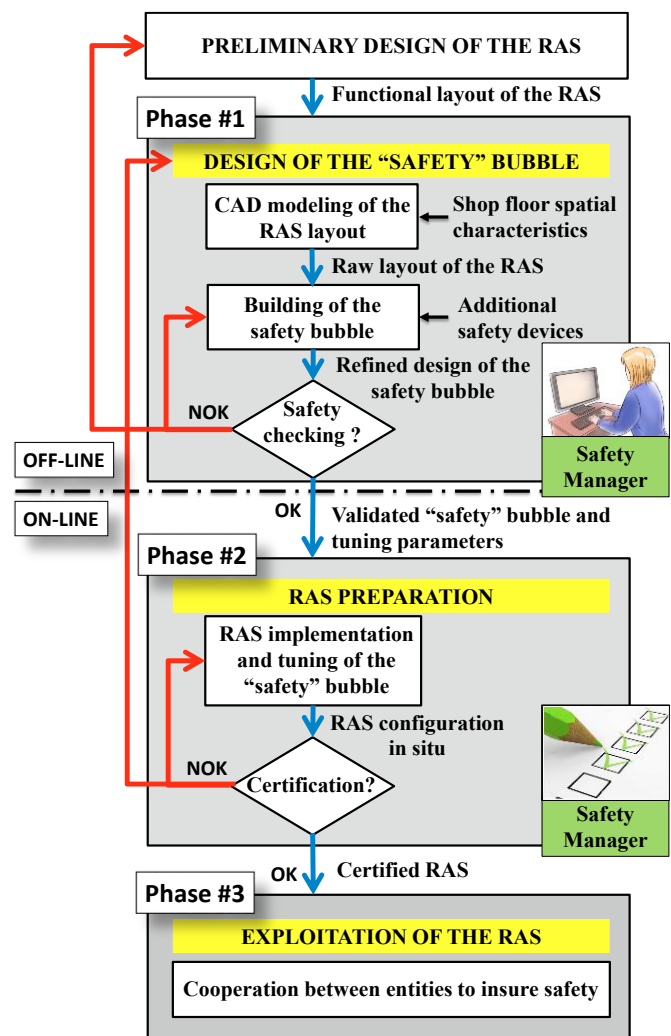 PRELIMINARY DESIGN OF THE RAS
Functional layout of the RAS
Phase #1
DESIGN OF THE “SAFETY” BUBBLE
CAD modeling of the
RAS layout
Shop floor spatial
characteristics
Raw layout of the RAS
Building of the
safety bubble
Additional
safety devices
Refined design of the
safety bubble
NOK
Safety
checking ?
Safety
Manager
OFF-LINE
ON-LINE
OK
Validated “safety” bubble and
tuning parameters
Phase #2
RAS PREPARATION
RAS implementation
and tuning of the
“safety” bubble
RAS configuration
in situ
NOK
Certification?
Safety
Manager
OK
Certified RAS
Phase #3
EXPLOITATION OF THE RAS
Cooperation between entities to insure safety